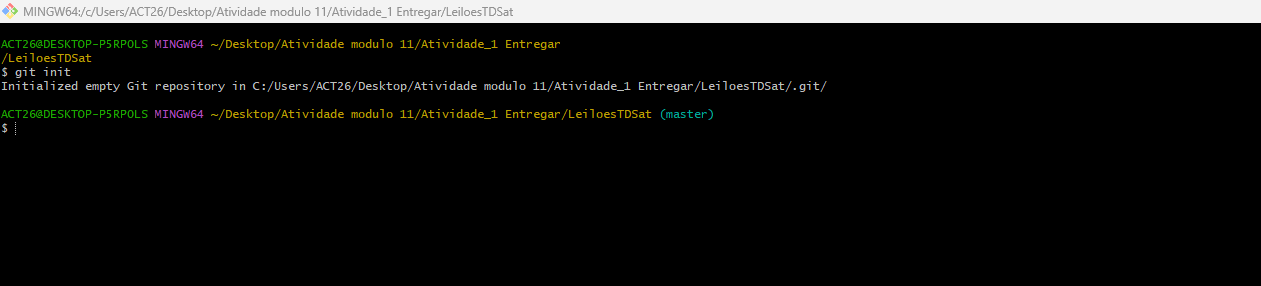 MINGW64:/c/Users/ACT26/Desktop/Atividade modulo 11/Atividade_1 Entregar/LeiloesTDSat
ACT26@DESKTOP-P5RPOLS MINGW64 ~/Desktop/Atividade modulo 11/Atividade_1 Entregar
/LeiloesTDSat
$ git init
Initialized empty Git repository in C:/Users/ACT26/Desktop/Atividade modulo 11/Atividade_1 Entregar/LeiloesTDSat/.git/
ACT26@DESKTOP-P5RPOLS MINGW64 ~/Desktop/Atividade modulo 11/Atividade_1 Entregar/LeiloesTDSat (master)
$